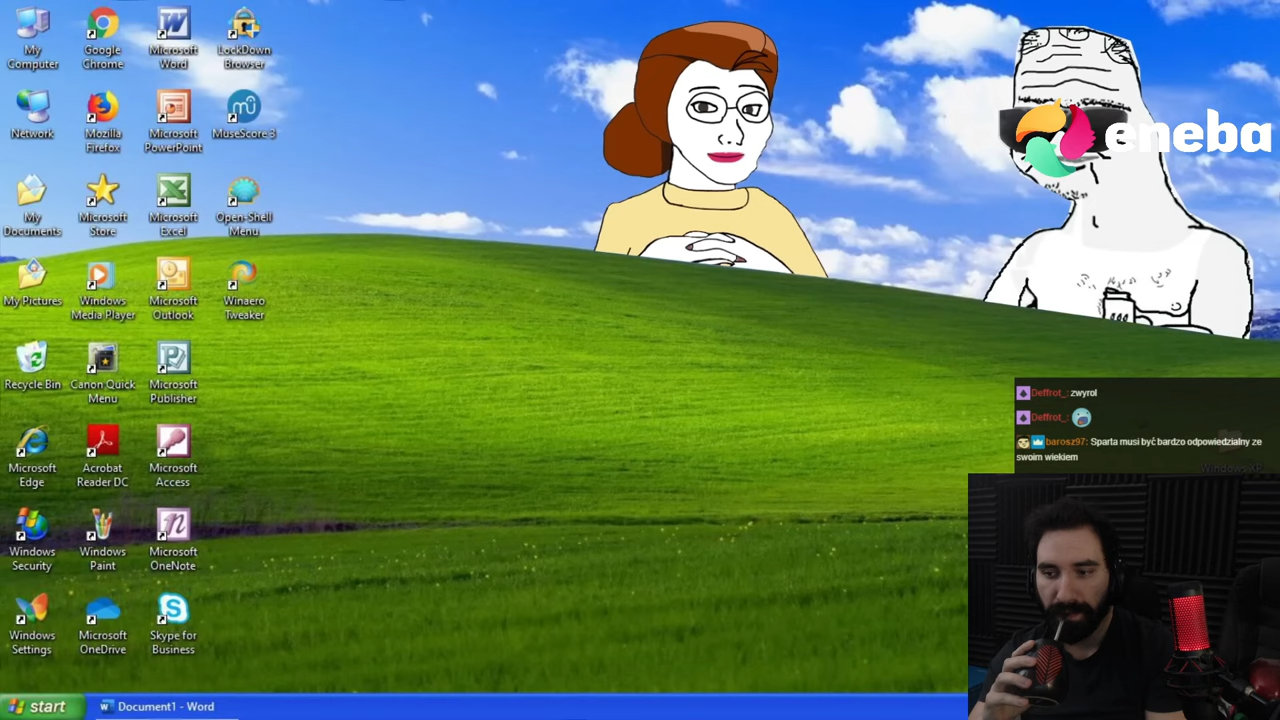 My Computer
Google Chrome
Microsoft Word
LockDown Browser
Network
Mozilla Firefox
Microsoft PowerPoint
MuseScore 3
My Documents
Microsoft Store
Microsoft Excel
Open-Shell Menu
My Pictures
Windows Media Player
Microsoft Outlook
Winaero Tweaker
Recycle Bin
Canon Quick Menu
Microsoft Publisher
Microsoft Edge
Acrobat Reader DC
Microsoft Access
Windows Security
Windows Paint
Microsoft OneNote
Windows Settings
Microsoft OneDrive
Skype for Business
eneba
Deffrot_: zwyrol
Deffrot_:
barosz97: Sparta musi być bardzo odpowiedzialny ze
swoim wiekiem
Windows XP
start
Document1 - Word